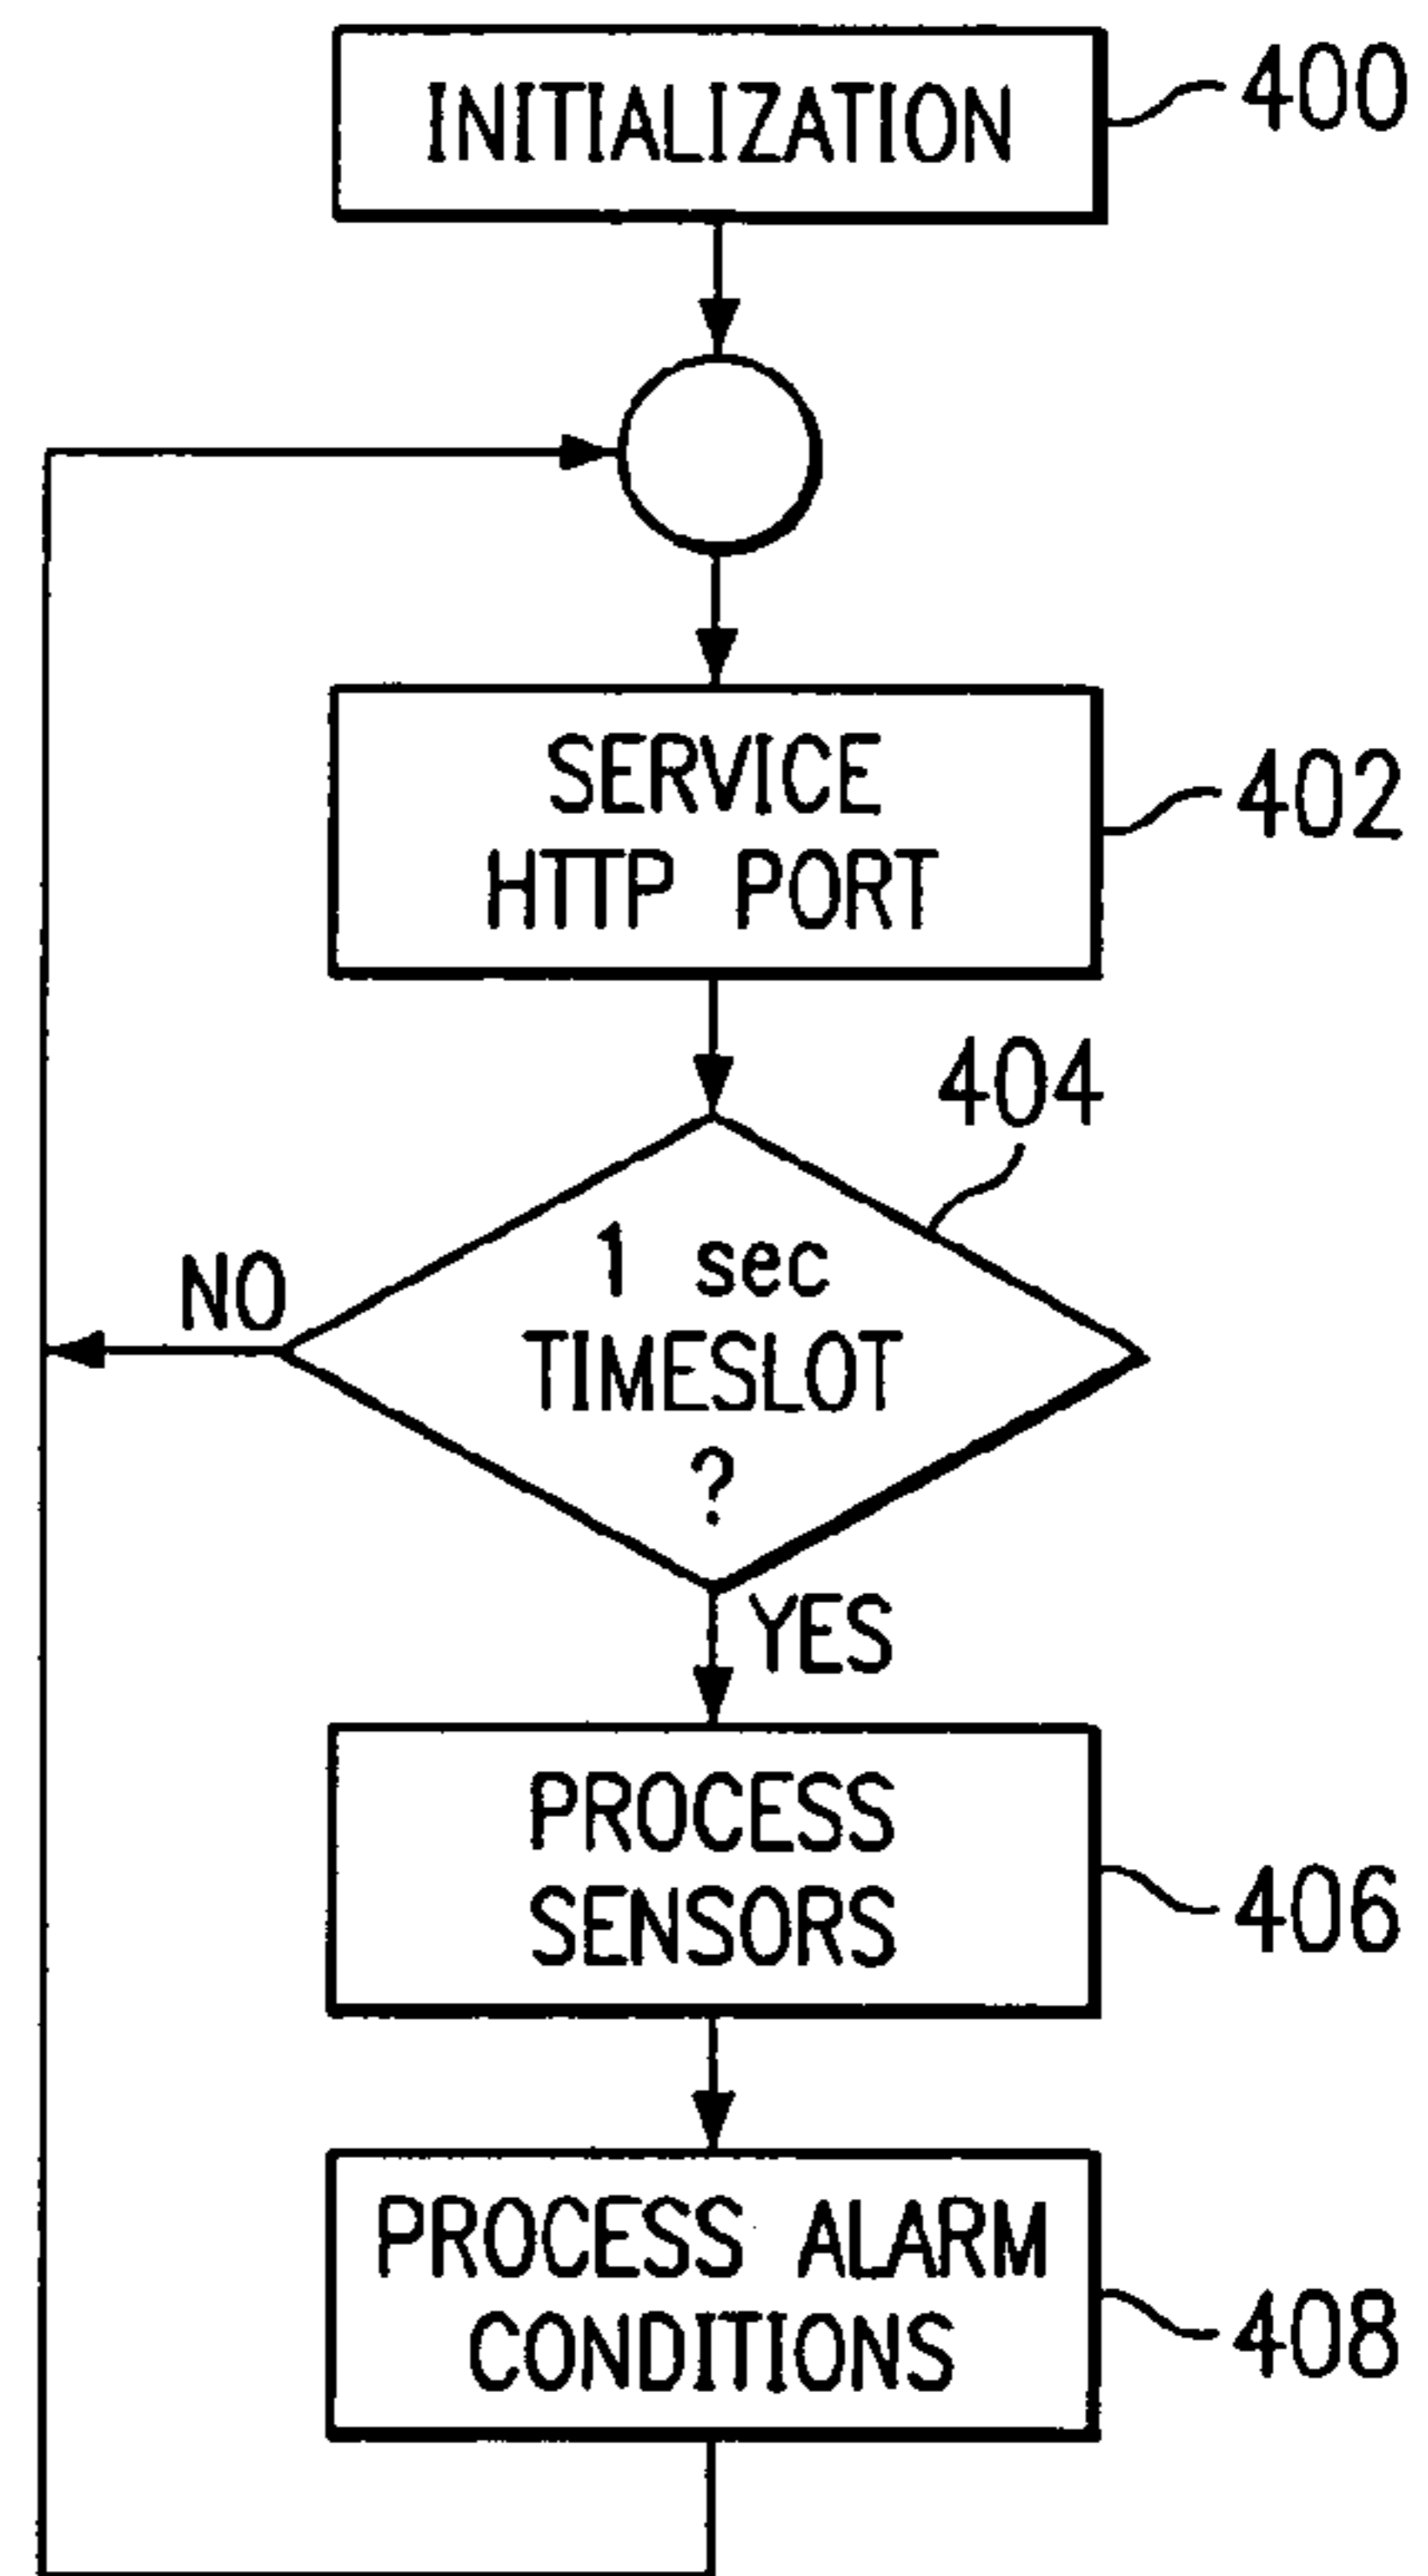 INITIALIZATION
400
SERVICE
HTTP PORT
402
404
1 sec
TIMESLOT
?
NO
YES
PROCESS
SENSORS
406
PROCESS ALARM
CONDITIONS
408